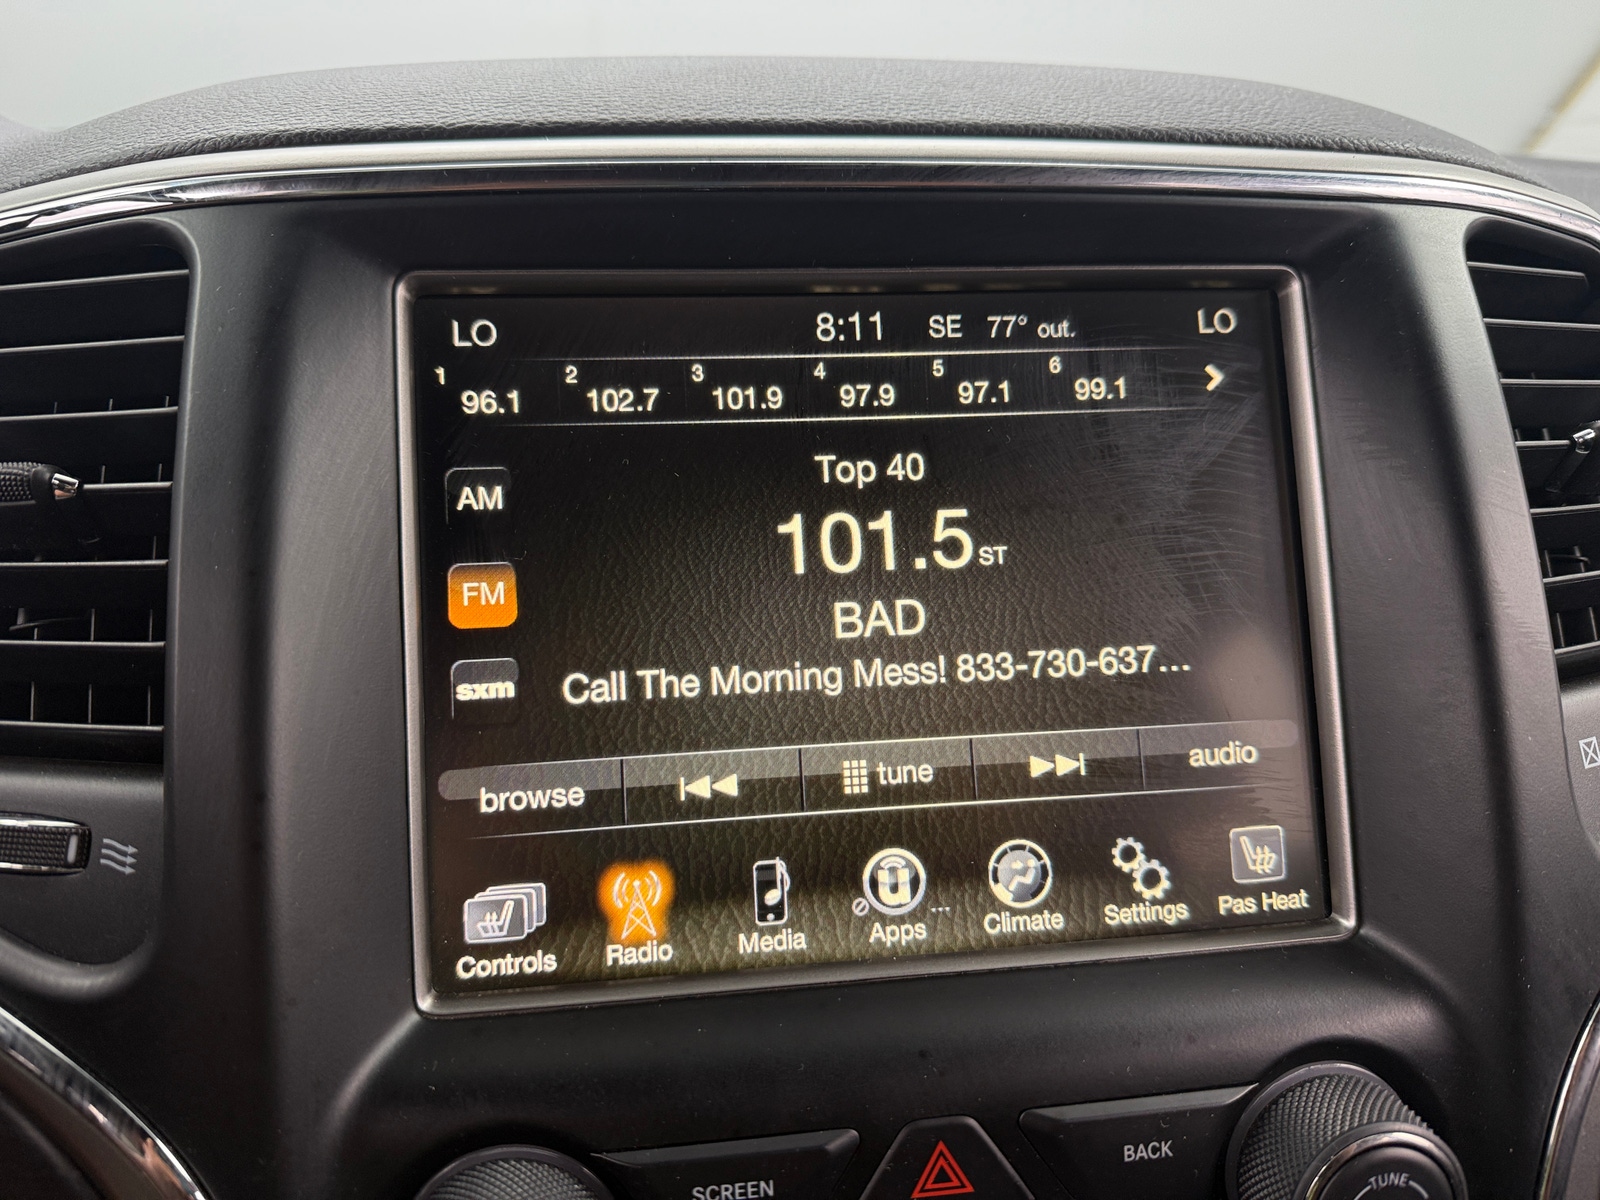 LO 8:11 SE 77° out. LO
1 96.1 2 102.7 3 101.9 4 97.9 5 97.1 6 99.1
Top 40
AM
101.5 ST
FM
BAD
Call The Morning Mess! 833-730-637...
sxm
browse tune audio
Controls Radio Media Apps ... Climate Settings Pas Heat
SCREEN BACK TUNE